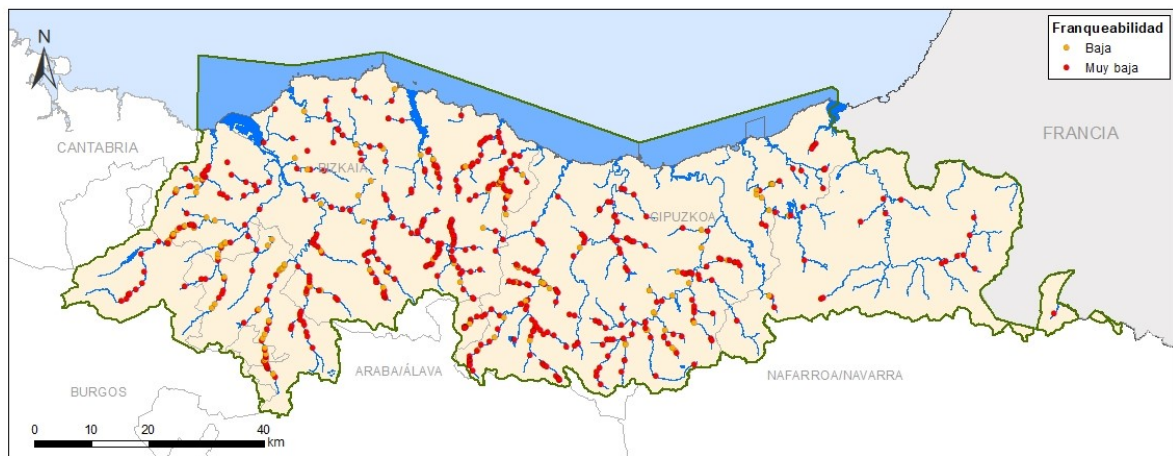 N
Franqueabilidad
Baja
Muy baja
FRANCIA
CANTABRIA
BIZKAIA
GIPUZKOA
ARABA/ÁLAVA
NAFARROA/NAVARRA
BURGOS
0 10 20 40
km